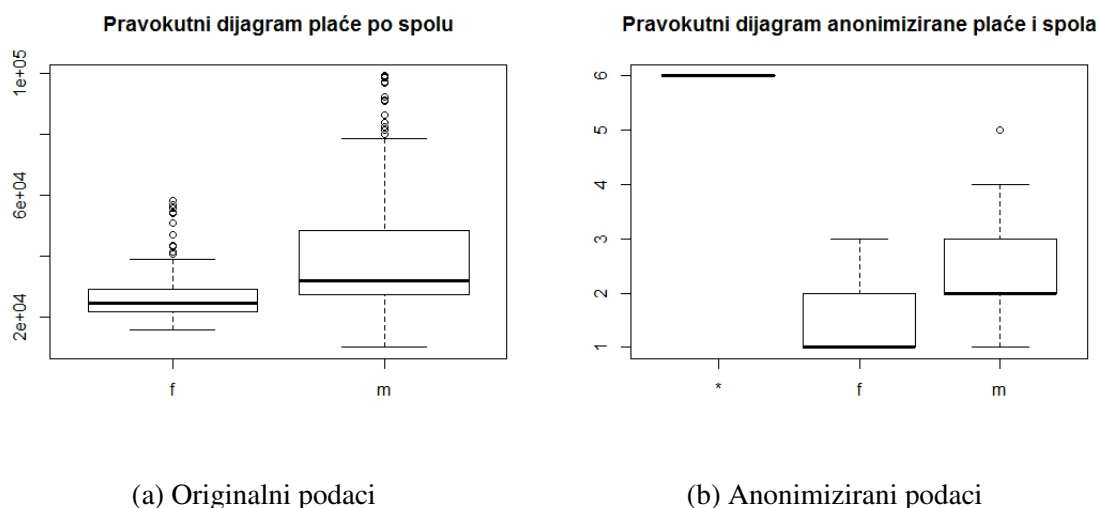 Pravokutni dijagram plaće po spolu
1e+05
6e+04
2e+04
f m
(a) Originalni podaci
Pravokutni dijagram anonimizirane plaće i spola
6
5
4
3
2
1
* f m
(b) Anonimizirani podaci